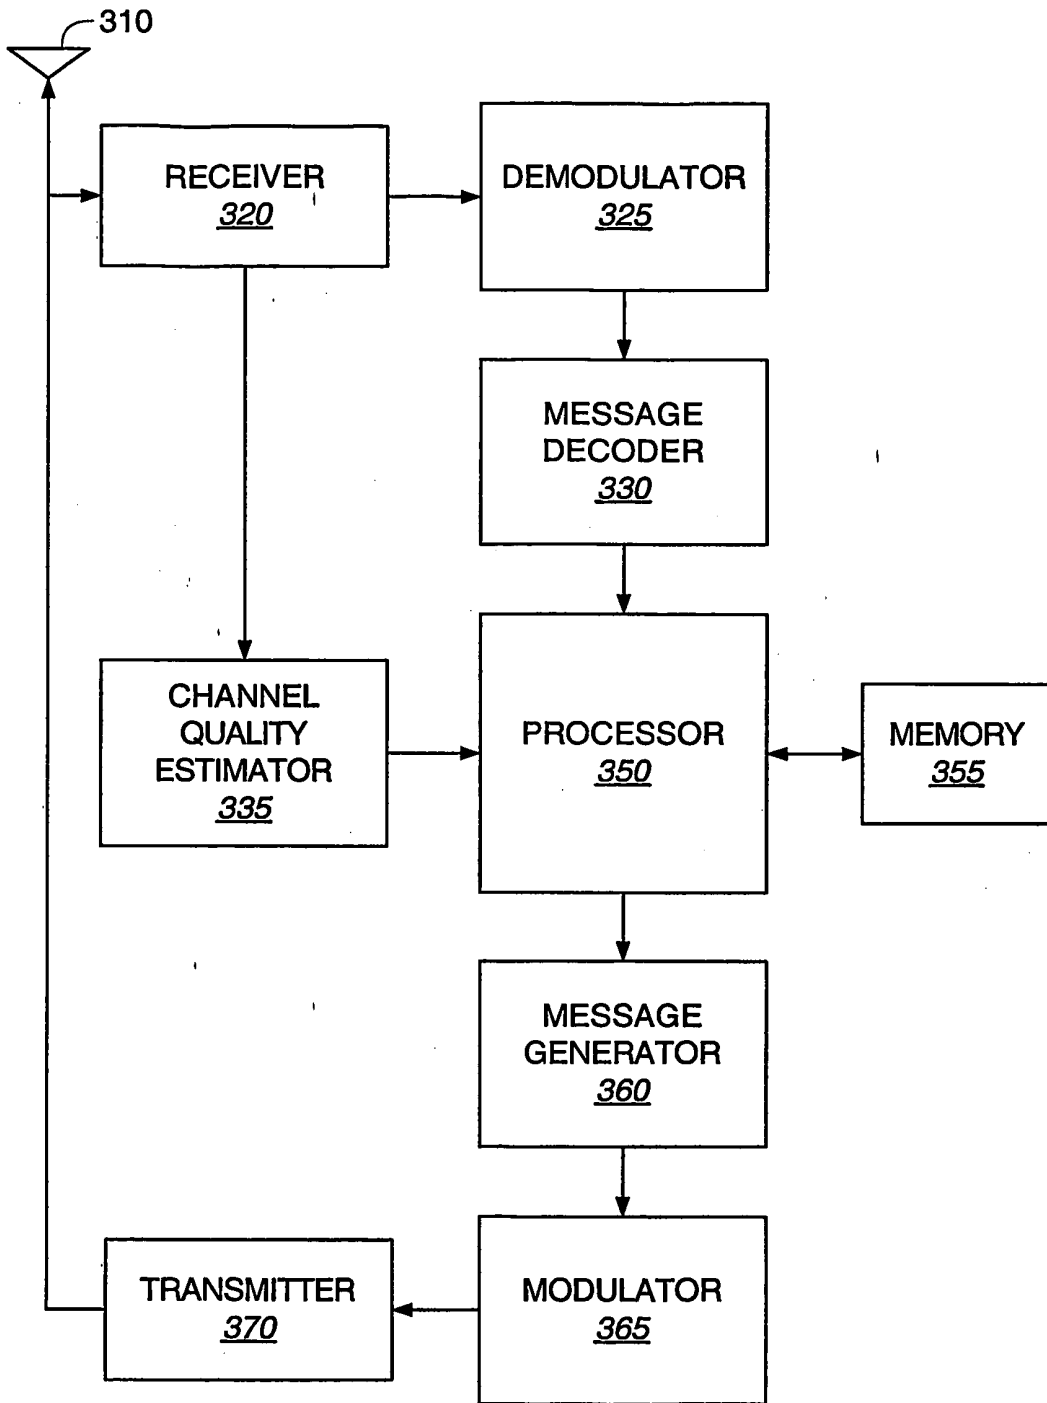 310
RECEIVER
320
DEMODULATOR
325
MESSAGE
DECODER
330
CHANNEL
QUALITY
ESTIMATOR
335
PROCESSOR
350
MEMORY
355
MESSAGE
GENERATOR
360
TRANSMITTER
370
MODULATOR
365